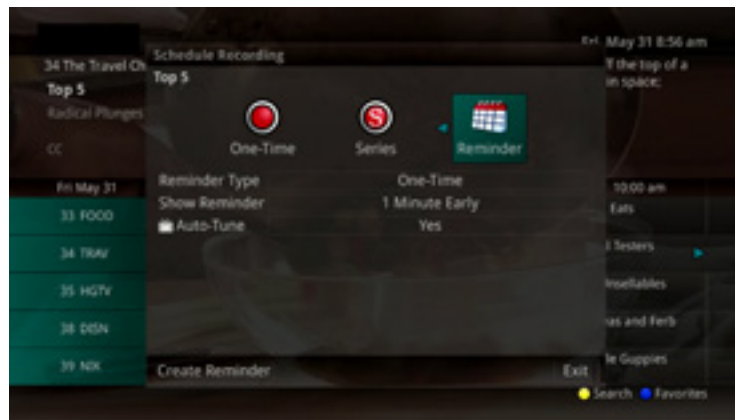 Fri May 31 8:56 am
34 The Travel Ch
Top 5
Radical Plunges
CC
ff the top of a
in space;
Schedule Recording
Top 5
One-Time
Series
Reminder
Reminder Type One-Time
Show Reminder 1 Minute Early
Auto-Tune Yes
Create Reminder Exit
Fri May 31 10:00 am
33 FOOD Eats
34 TRAV l Testers
35 HGTV Unsellables
38 DISN eas and Ferb
39 NIK le Guppies
Search Favorites